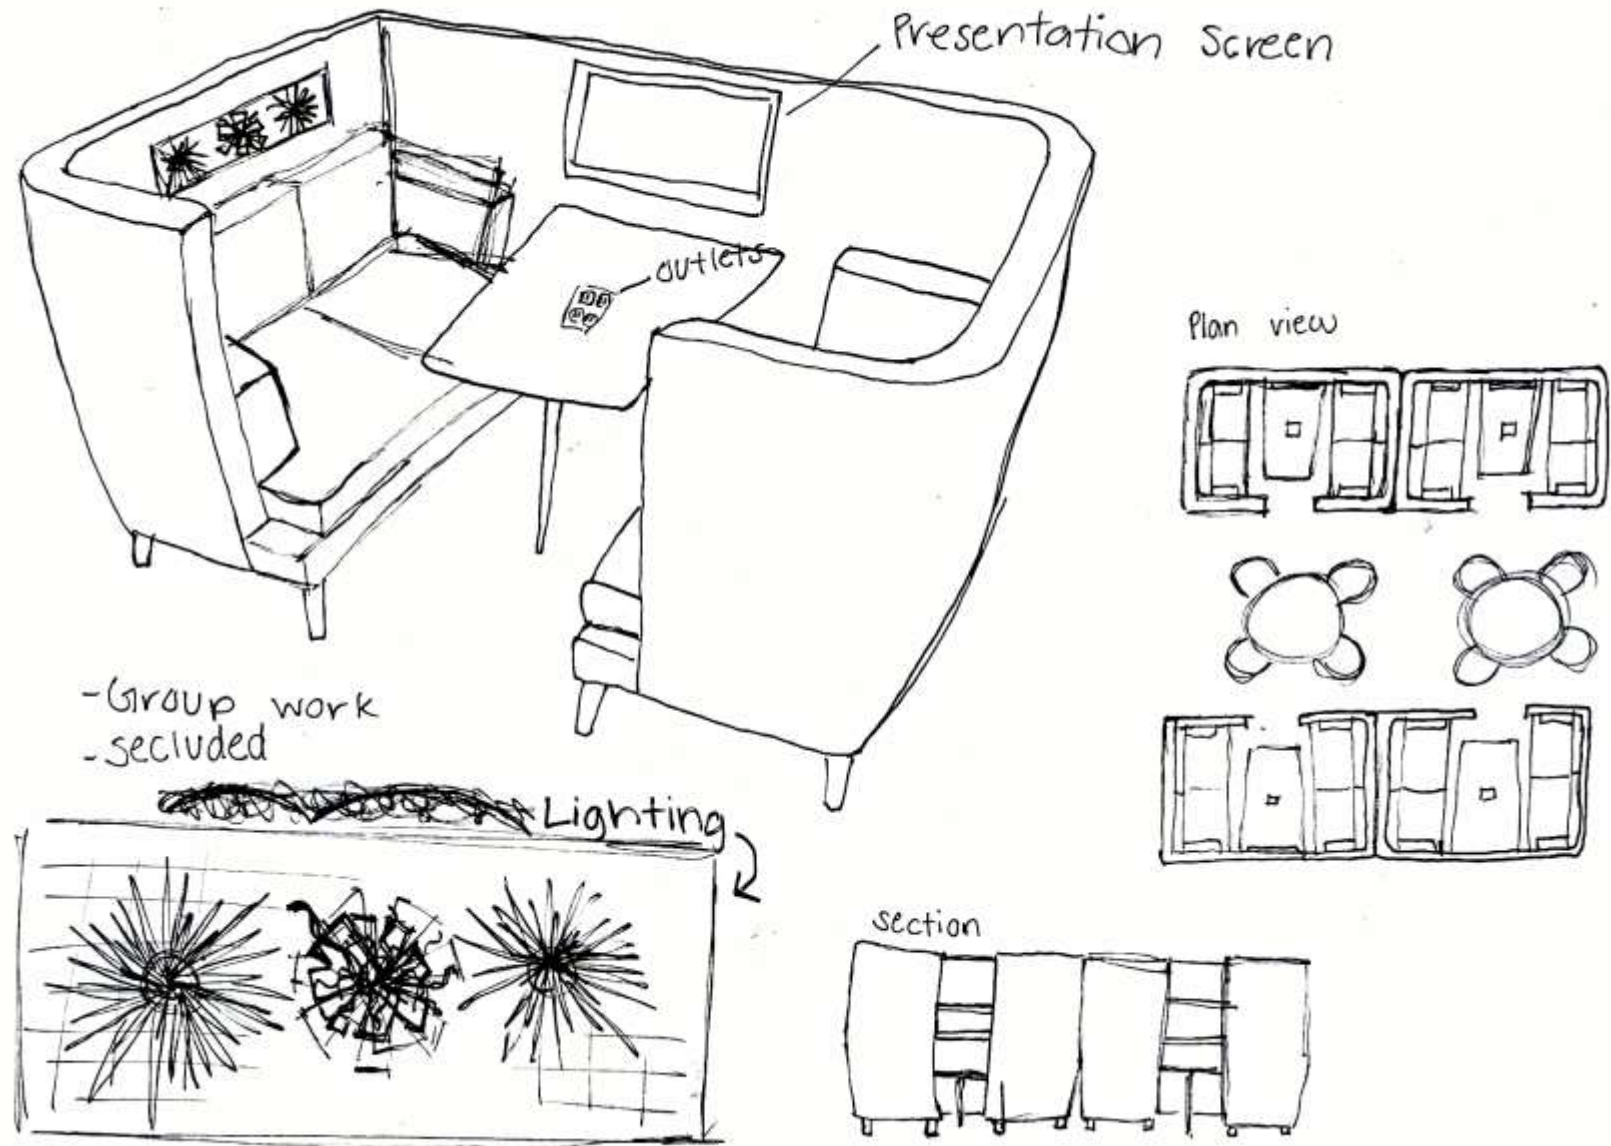 Presentation Screen
outlets
Plan view
-Group work
-secluded
Lighting
section